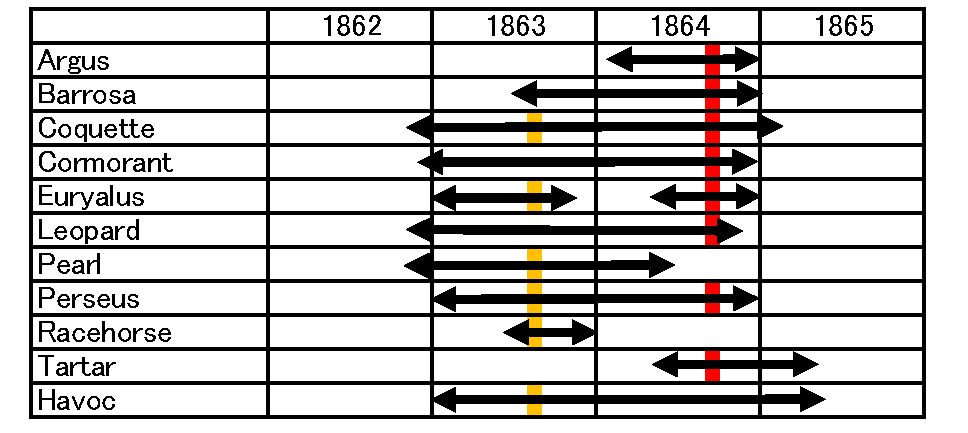 1862 1863 1864 1865
Argus
Barrosa
Coquette
Cormorant
Euryalus
Leopard
Pearl
Perseus
Racehorse
Tartar
Havoc